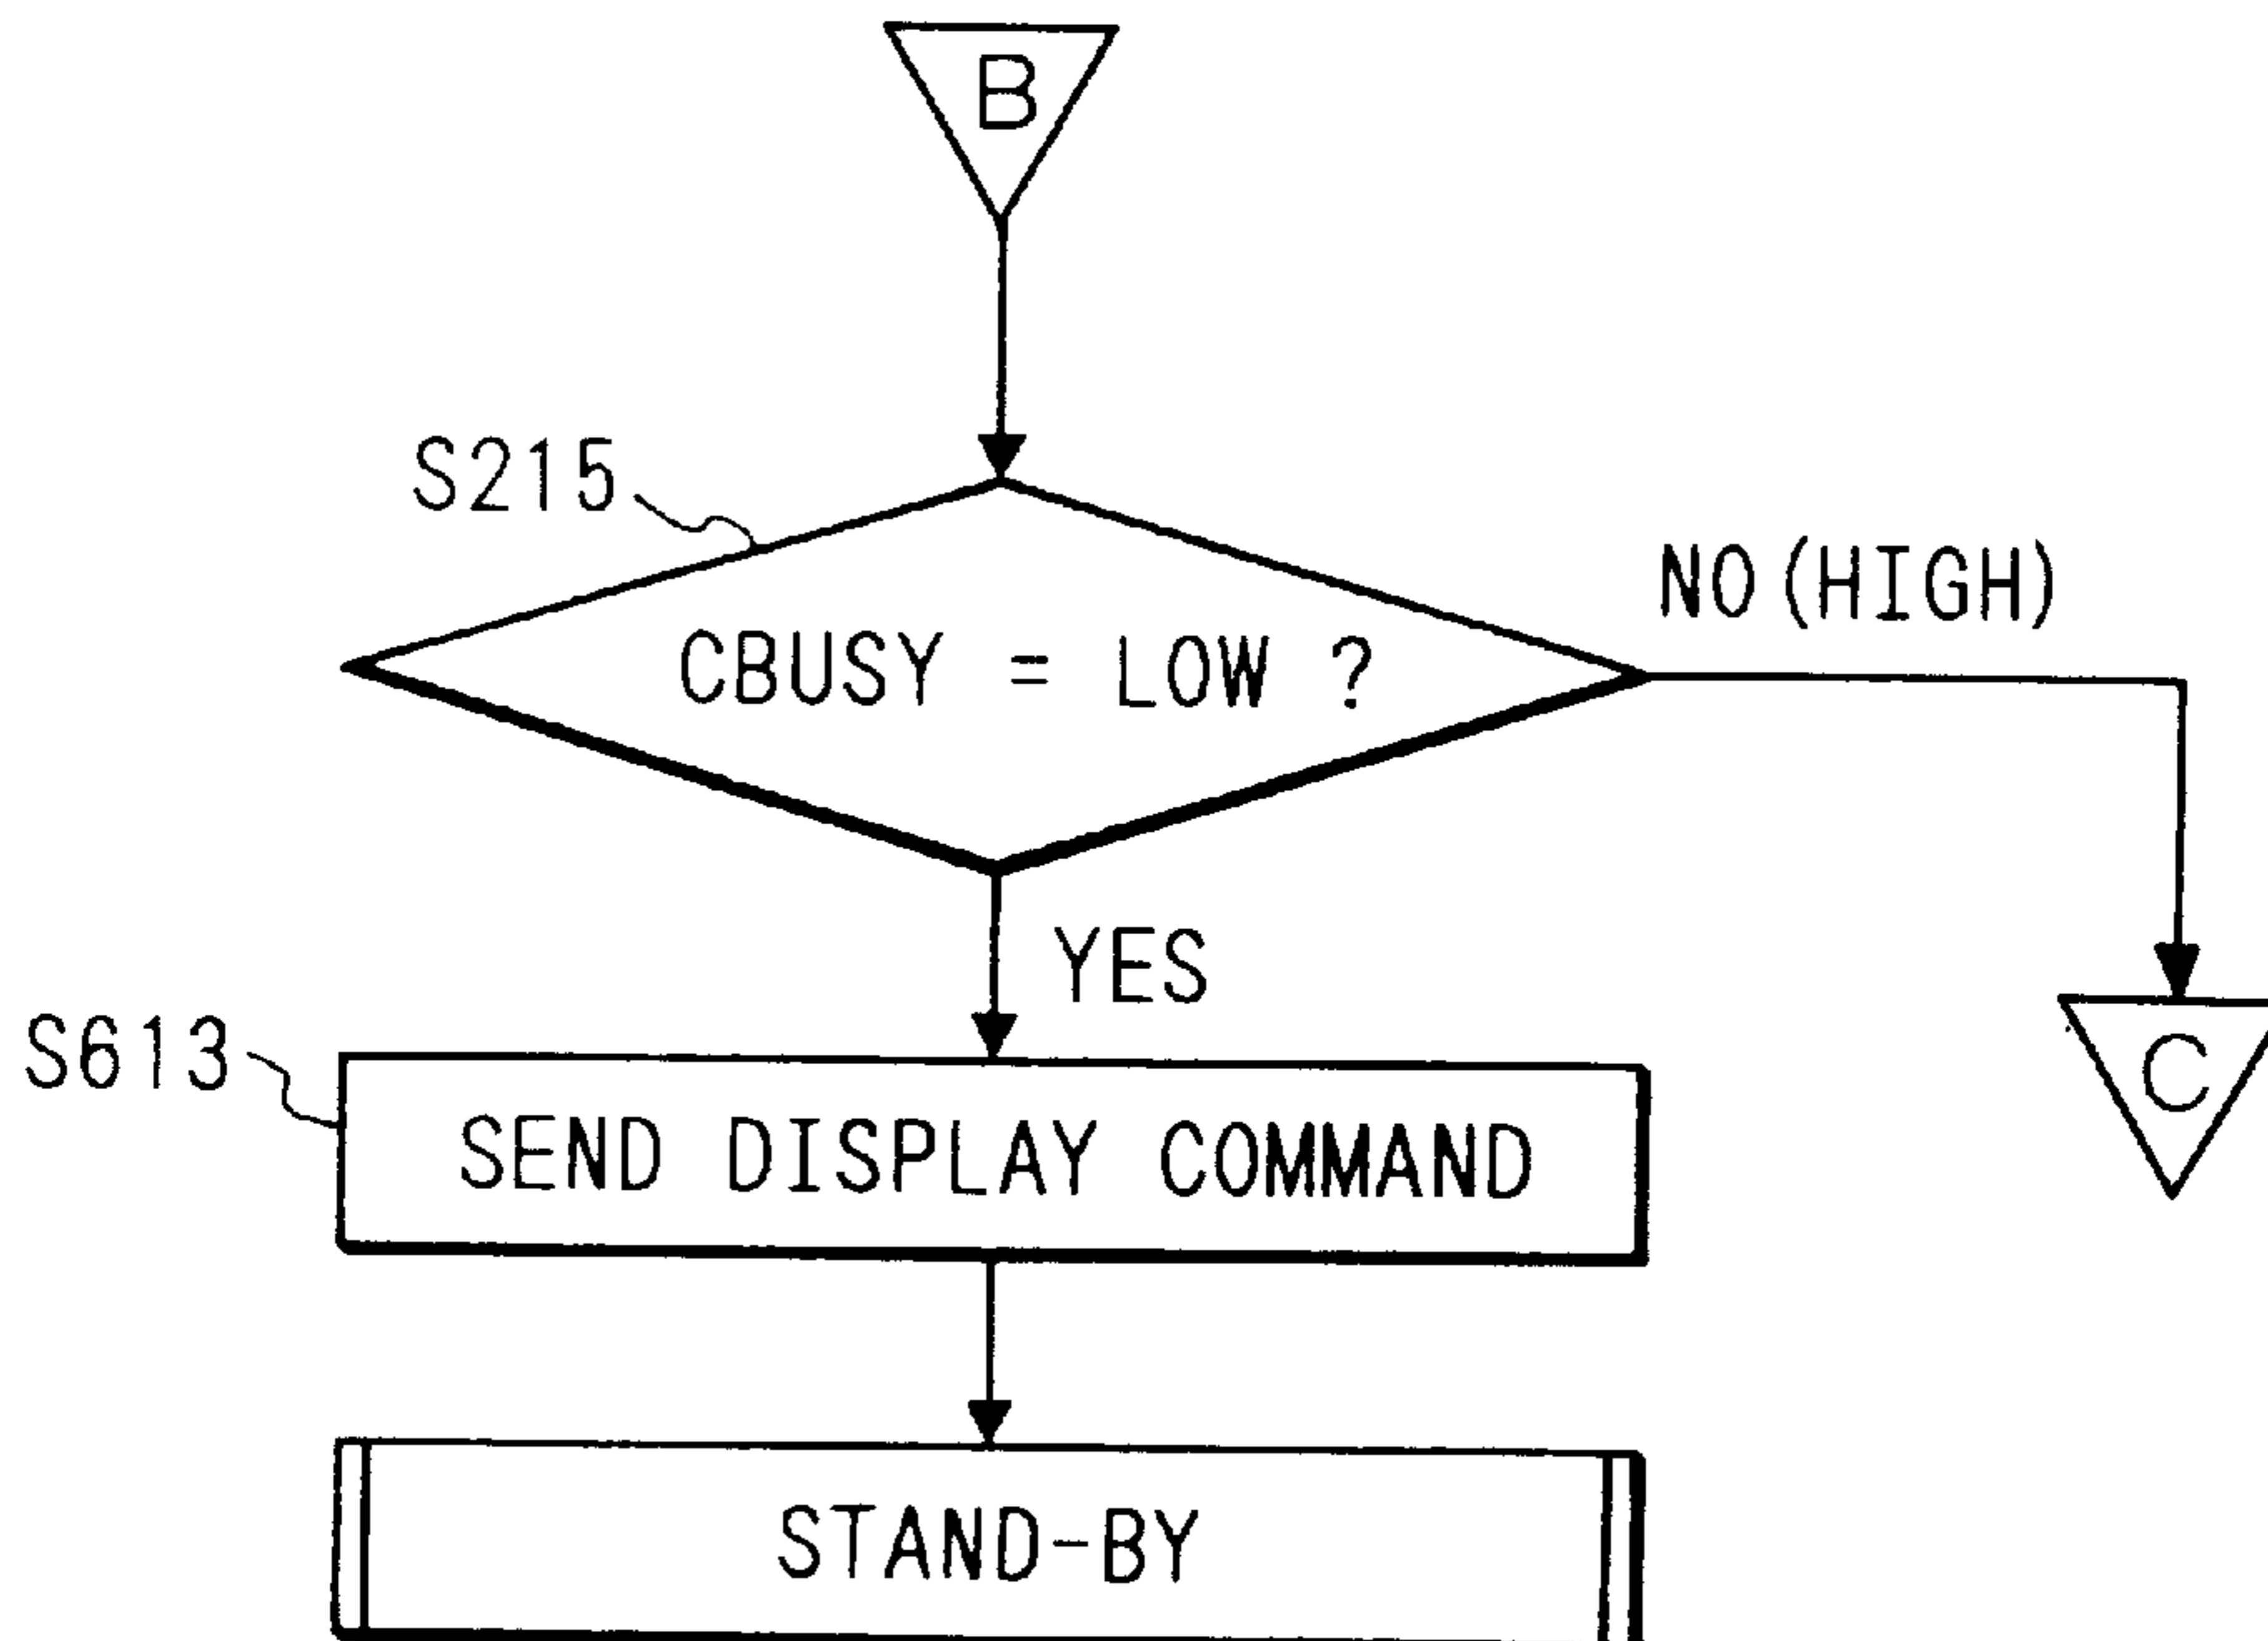 B
S215
NO(HIGH)
CBUSY = LOW ?
YES
S613
C
SEND DISPLAY COMMAND
STAND-BY